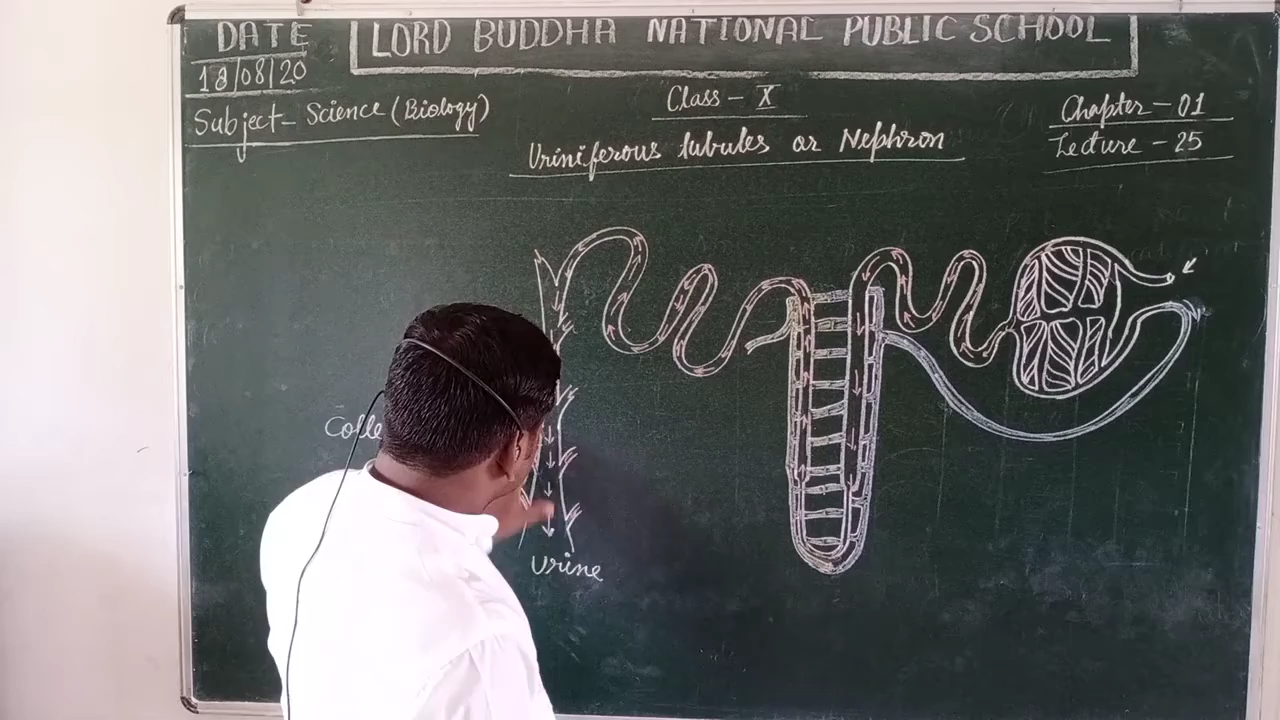 DATE
18/08/20
LORD BUDDHA NATIONAL PUBLIC SCHOOL
Subject- Science (Biology)
Class - X
Chapter - 01
Lecture - 25
Uriniferous tubules or Nephron
Colle
Urine